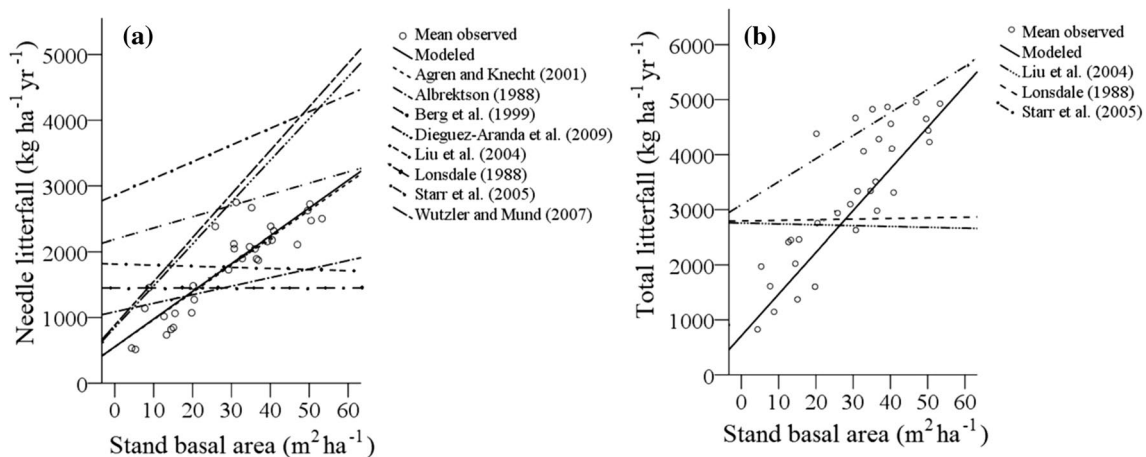 (a)
Needle litterfall (kg ha⁻¹ yr⁻¹)
5000
4000
3000
2000
1000
0
0 10 20 30 40 50 60
Stand basal area (m² ha⁻¹)
Mean observed
Modeled
Agren and Knecht (2001)
Albrektson (1988)
Berg et al. (1999)
Dieguez-Aranda et al. (2009)
Liu et al. (2004)
Lonsdale (1988)
Starr et al. (2005)
Wutzler and Mund (2007)
(b)
Total litterfall (kg ha⁻¹ yr⁻¹)
6000
5000
4000
3000
2000
1000
0
0 10 20 30 40 50 60
Stand basal area (m² ha⁻¹)
Mean observed
Modeled
Liu et al. (2004)
Lonsdale (1988)
Starr et al. (2005)